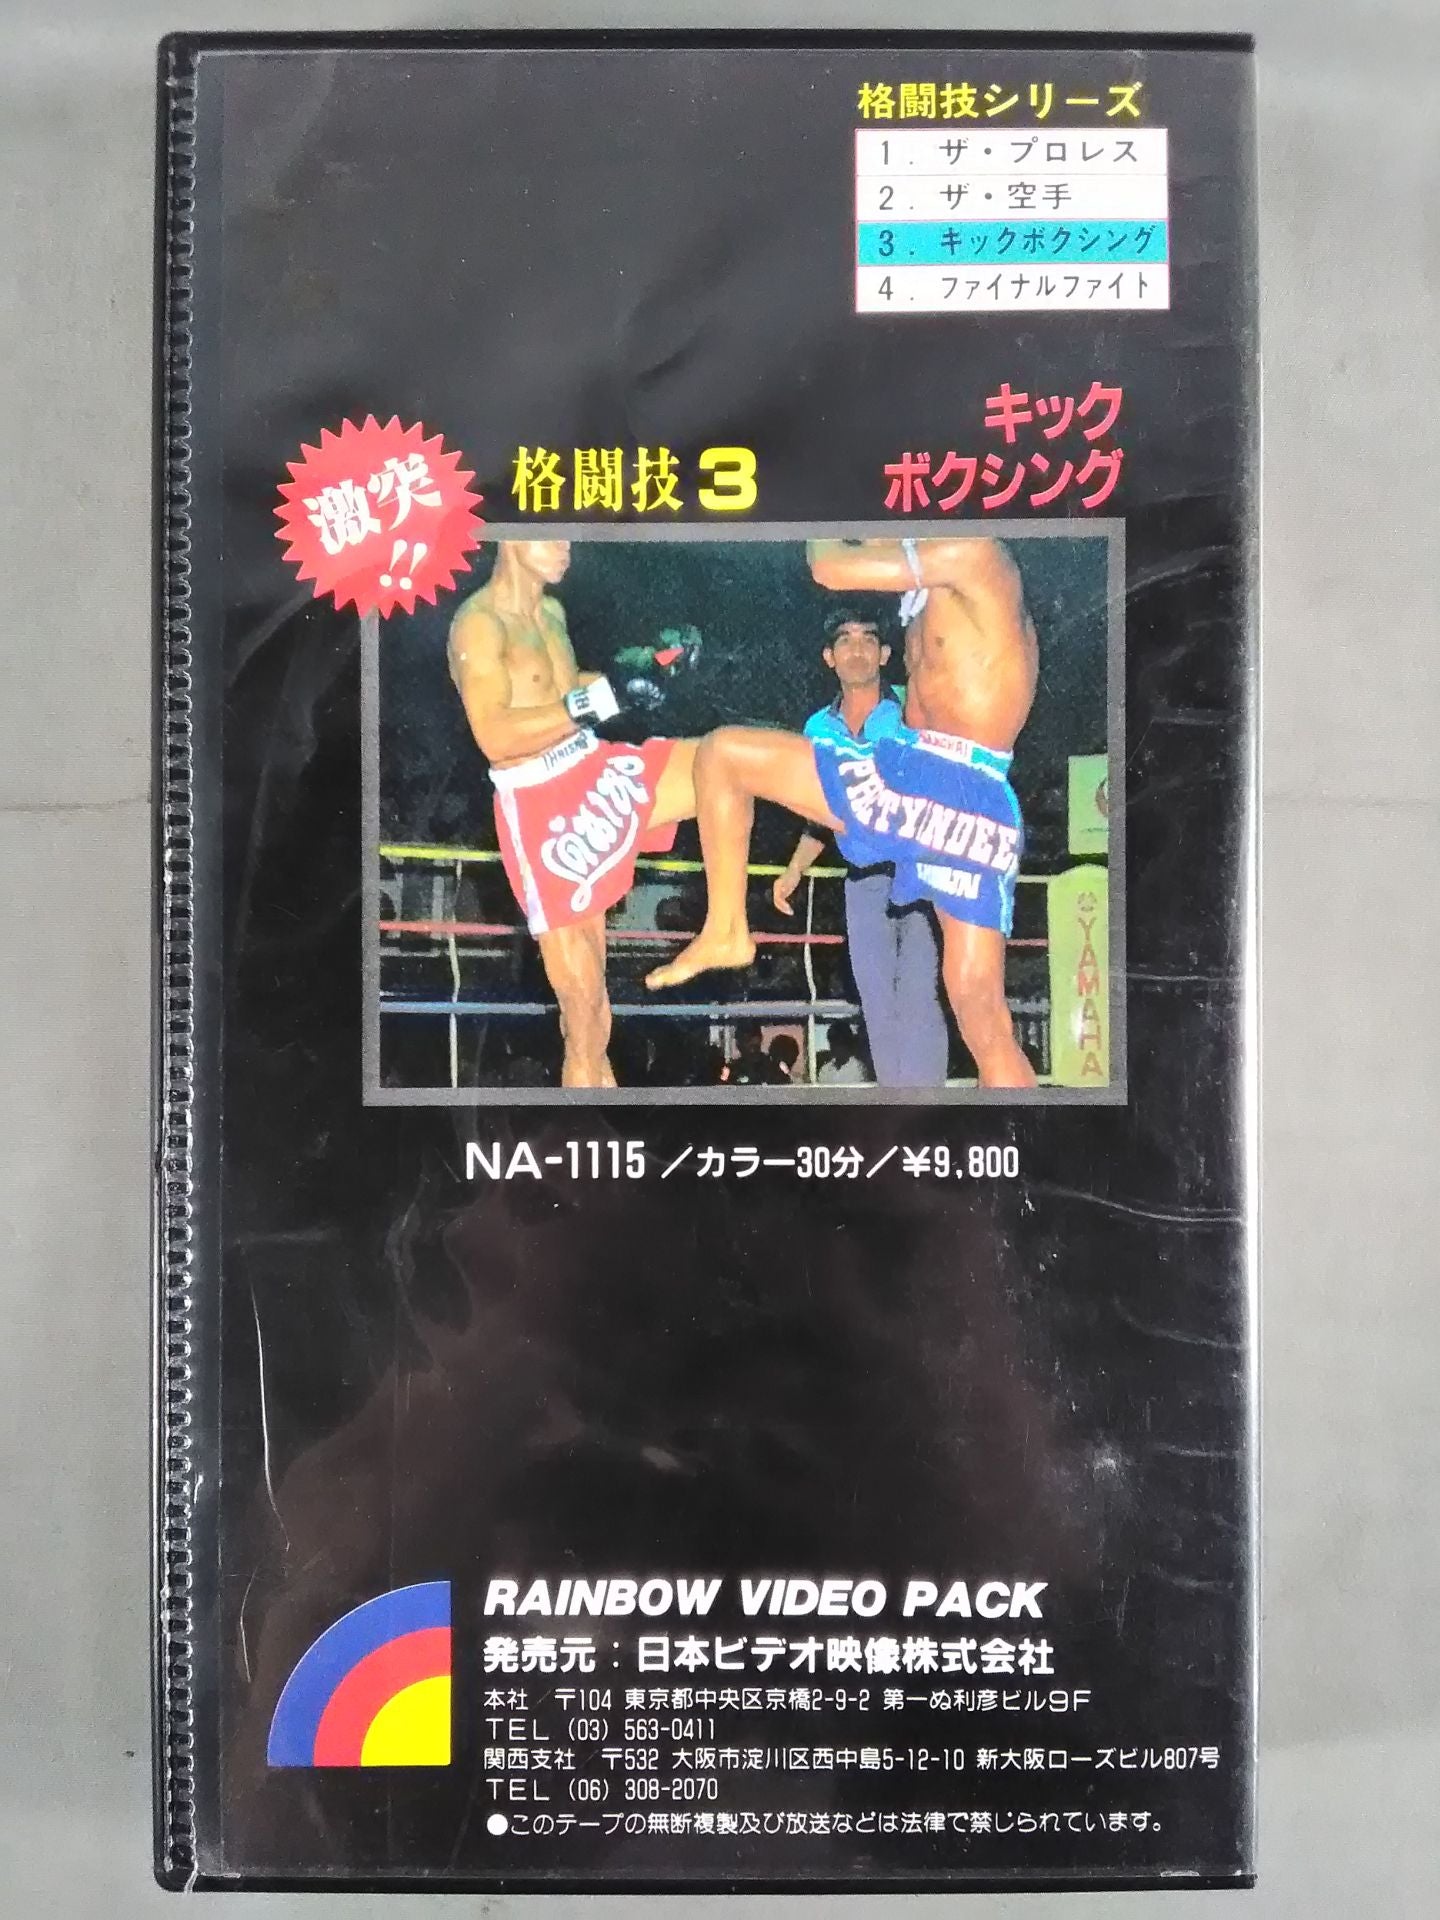 格闘技シリーズ
1. ザ・プロレス
2. ザ・空手
3. キックボクシング
4. ファイナルファイト
キック
ボクシング
格闘技3
激突
!!
YAMAHA
NA-1115／カラー30分／¥9,800
RAINBOW VIDEO PACK
発売元：日本ビデオ映像株式会社
本社／〒104 東京都中央区京橋2-9-2 第一ぬ利彦ビル9F
TEL (03) 563-0411
関西支社 〒532 大阪市淀川区西中島5-12-10 新大阪ローズビル807号
TEL (06) 308-2070
●このテープの無断複製及び放送などは法律で禁じられています。